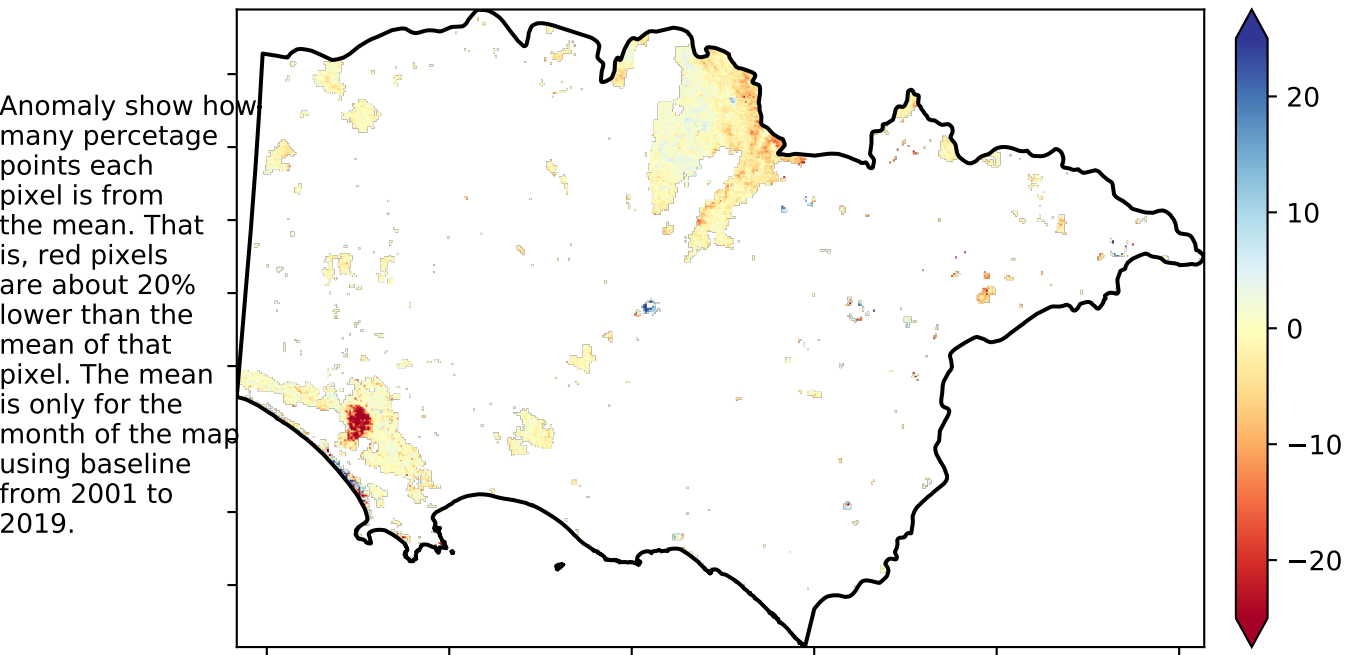 Anomaly show how
many percetage
points each
pixel is from
the mean. That
is, red pixels
are about 20%
lower than the
mean of that
pixel. The mean
is only for the
month of the map
using baseline
from 2001 to
2019.
20
10
0
−10
−20